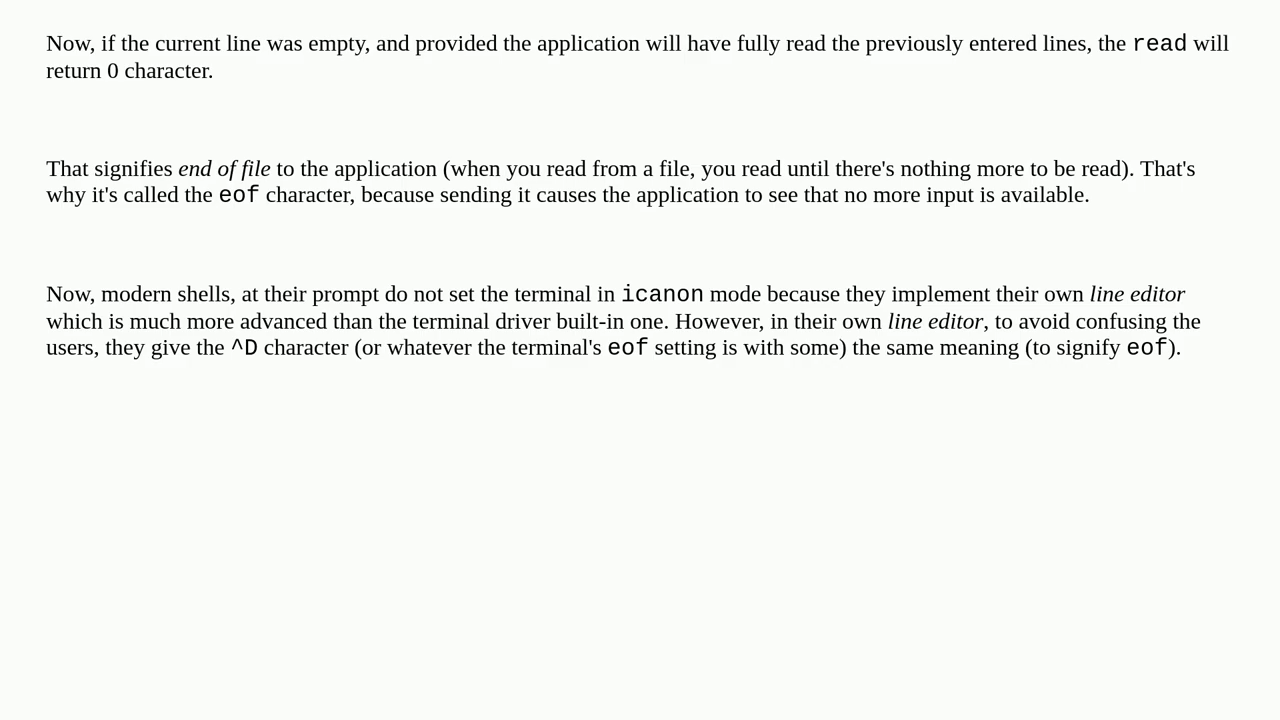 Now, if the current line was empty, and provided the application will have fully read the previously entered lines, the read will
return 0 character.
That signifies end of file to the application (when you read from a file, you read until there's nothing more to be read). That's
why it's called the eof character, because sending it causes the application to see that no more input is available.
Now, modern shells, at their prompt do not set the terminal in icanon mode because they implement their own line editor
which is much more advanced than the terminal driver built-in one. However, in their own line editor, to avoid confusing the
users, they give the ^D character (or whatever the terminal's eof setting is with some) the same meaning (to signify eof).